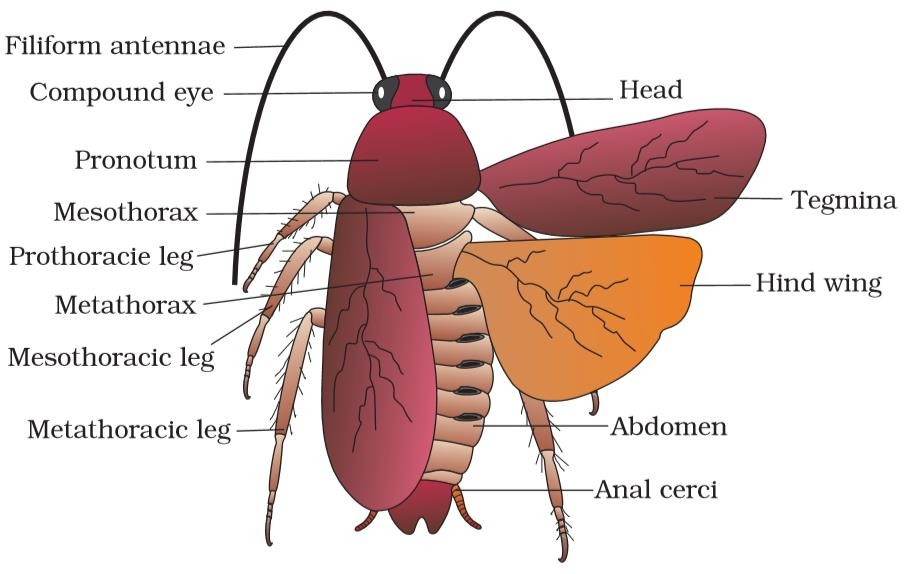 Filiform antennae
Compound eye
Head
Pronotum
Tegmina
Mesothorax
Prothoracie leg
Hind wing
Metathorax
Mesothoracic leg
Metathoracic leg
Abdomen
Anal cerci